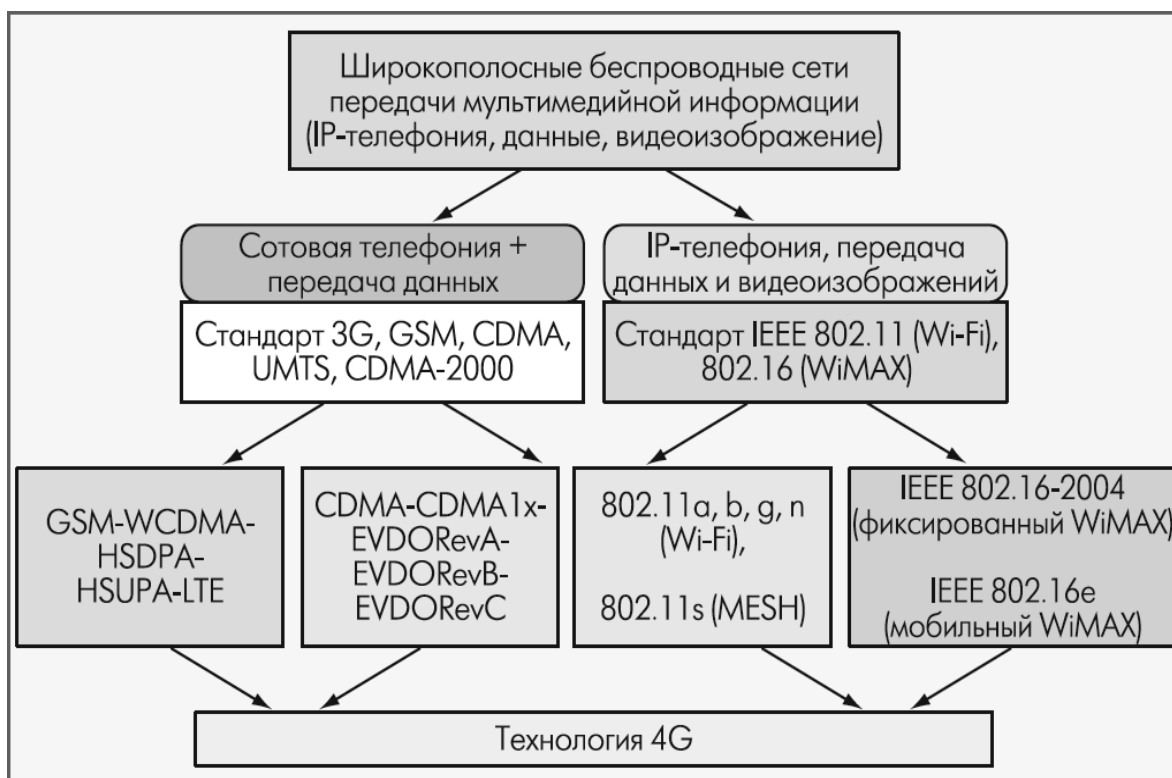 Широкополосные беспроводные сети
передачи мультимедийной информации
(IP-телефония, данные, видеоизображение)
Сотовая телефония +
передача данных
IP-телефония, передача
данных и видеоизображений
Стандарт 3G, GSM, CDMA,
UMTS, CDMA-2000
Стандарт IEEE 802.11 (Wi-Fi),
802.16 (WiMAX)
GSM-WCDMA-
HSDPA-
HSUPA-LTE
CDMA-CDMA1x-
EVDORevA-
EVDORevB-
EVDORevC
802.11a, b, g, n
(Wi-Fi),
802.11s (MESH)
IEEE 802.16-2004
(фиксированный WiMAX)
IEEE 802.16e
(мобильный WiMAX)
Технология 4G